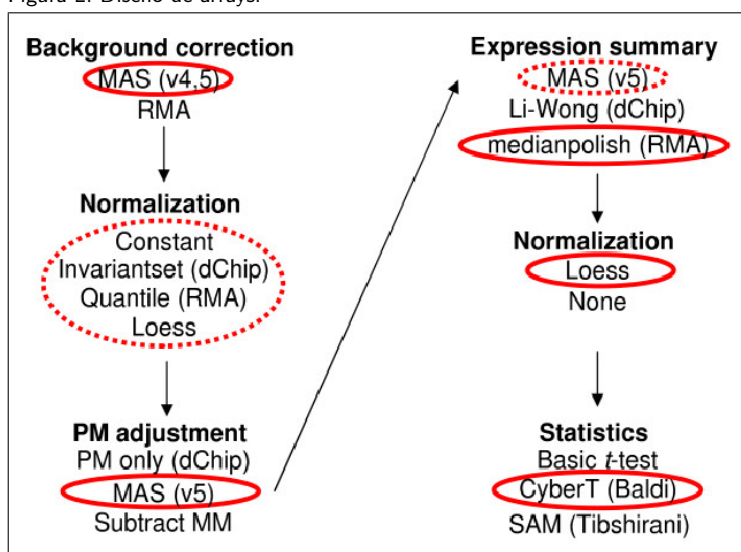 Figura 2. Diseño de arrays.
Background correction
MAS (v4,5)
RMA
Normalization
Constant
Invariantset (dChip)
Quantile (RMA)
Loess
PM adjustment
PM only (dChip)
MAS (v5)
Subtract MM
Expression summary
MAS (v5)
Li-Wong (dChip)
medianpolish (RMA)
Normalization
Loess
None
Statistics
Basic t-test
CyberT (Baldi)
SAM (Tibshirani)